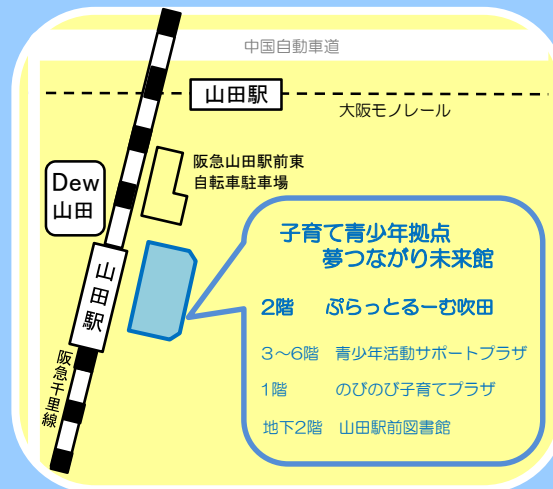 中国自動車道
山田駅
大阪モノレール
阪急山田駅前東
自転車駐車場
Dew
山田
山田駅
阪急千里線
子育て青少年拠点
夢つながり未来館
2階 ぷらっとるーむ吹田
3～6階 青少年活動サポートプラザ
1階 のびのび子育てプラザ
地下2階 山田駅前図書館